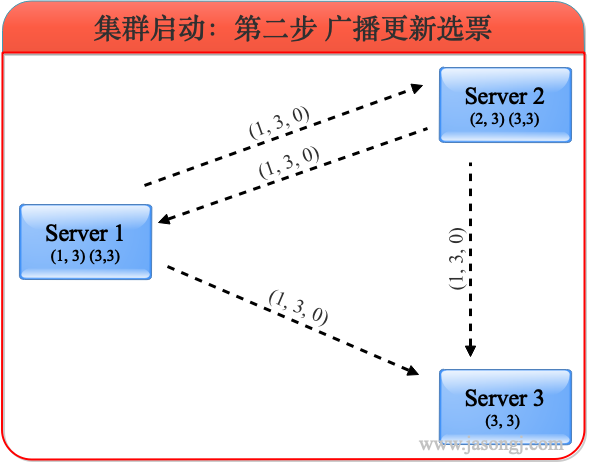 集群启动：第二步 广播更新选票
Server 2
(2, 3) (3,3)
(1, 3, 0)
(1, 3, 0)
Server 1
(1, 3) (3,3)
(1, 3, 0)
(1, 3, 0)
Server 3
(3, 3)
www.jasongj.com